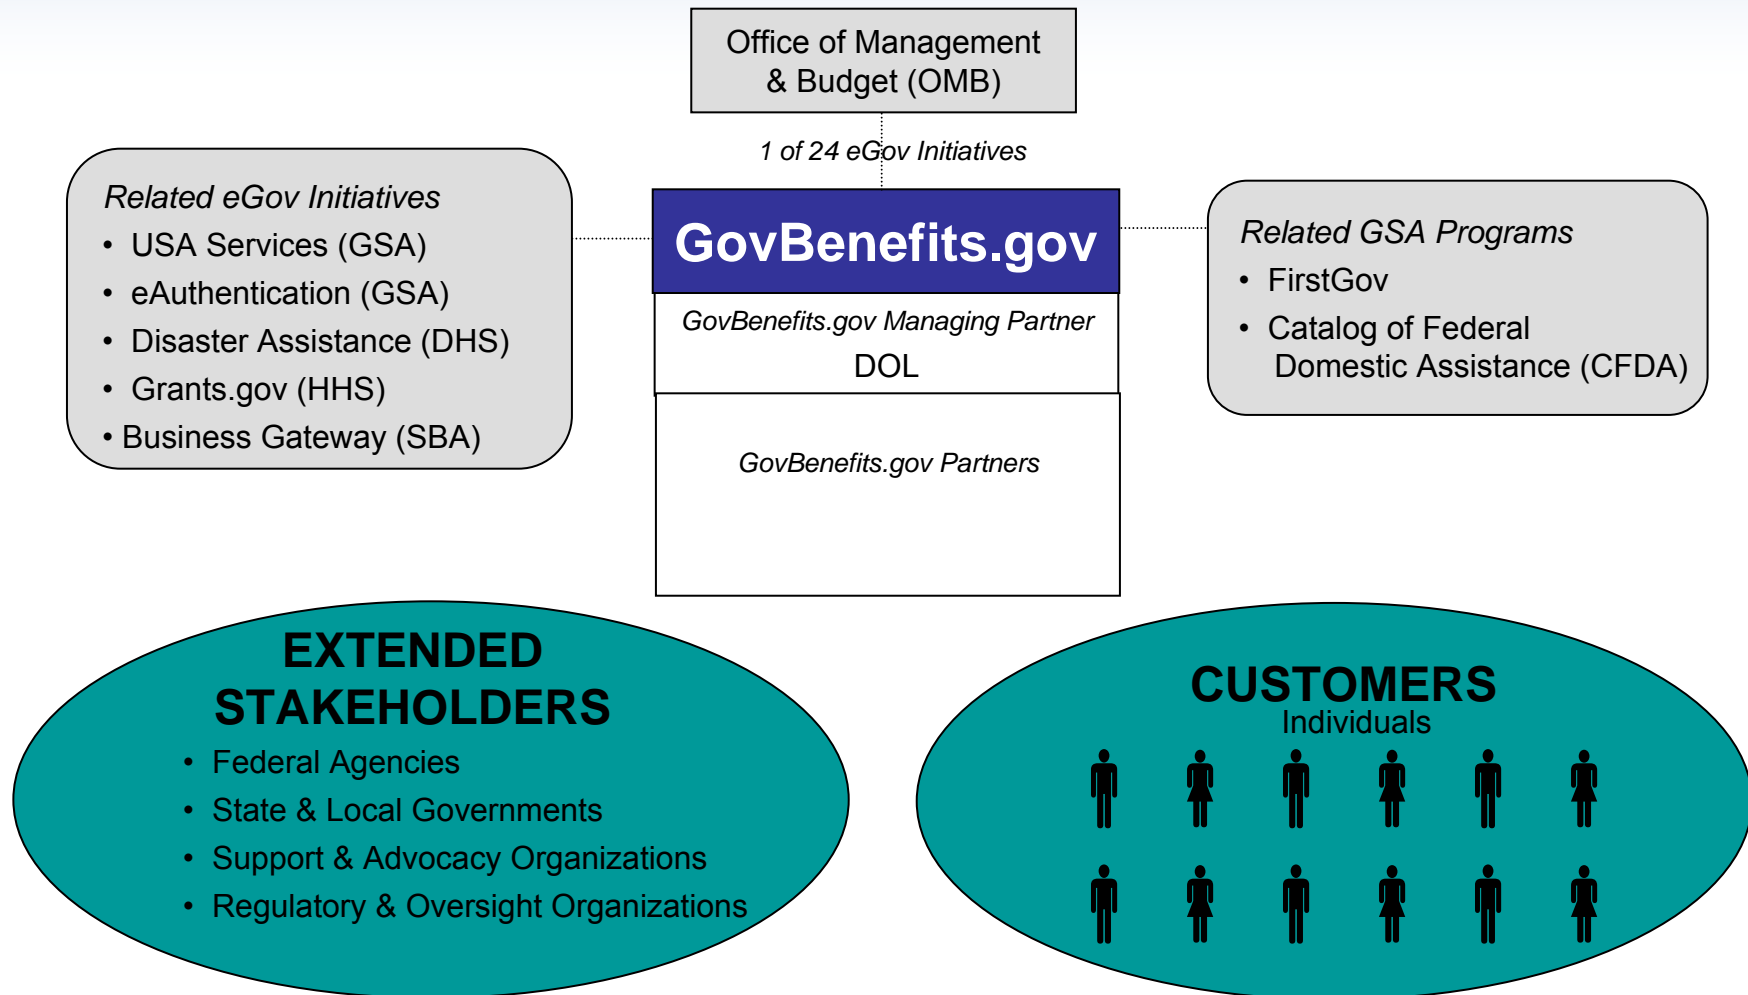 Office of Management
& Budget (OMB)
1 of 24 eGov Initiatives
Related eGov Initiatives
• USA Services (GSA)
• eAuthentication (GSA)
• Disaster Assistance (DHS)
• Grants.gov (HHS)
• Business Gateway (SBA)
GovBenefits.gov
GovBenefits.gov Managing Partner
DOL
GovBenefits.gov Partners
Related GSA Programs
• FirstGov
• Catalog of Federal
Domestic Assistance (CFDA)
EXTENDED
STAKEHOLDERS
• Federal Agencies
• State & Local Governments
• Support & Advocacy Organizations
• Regulatory & Oversight Organizations
CUSTOMERS
Individuals